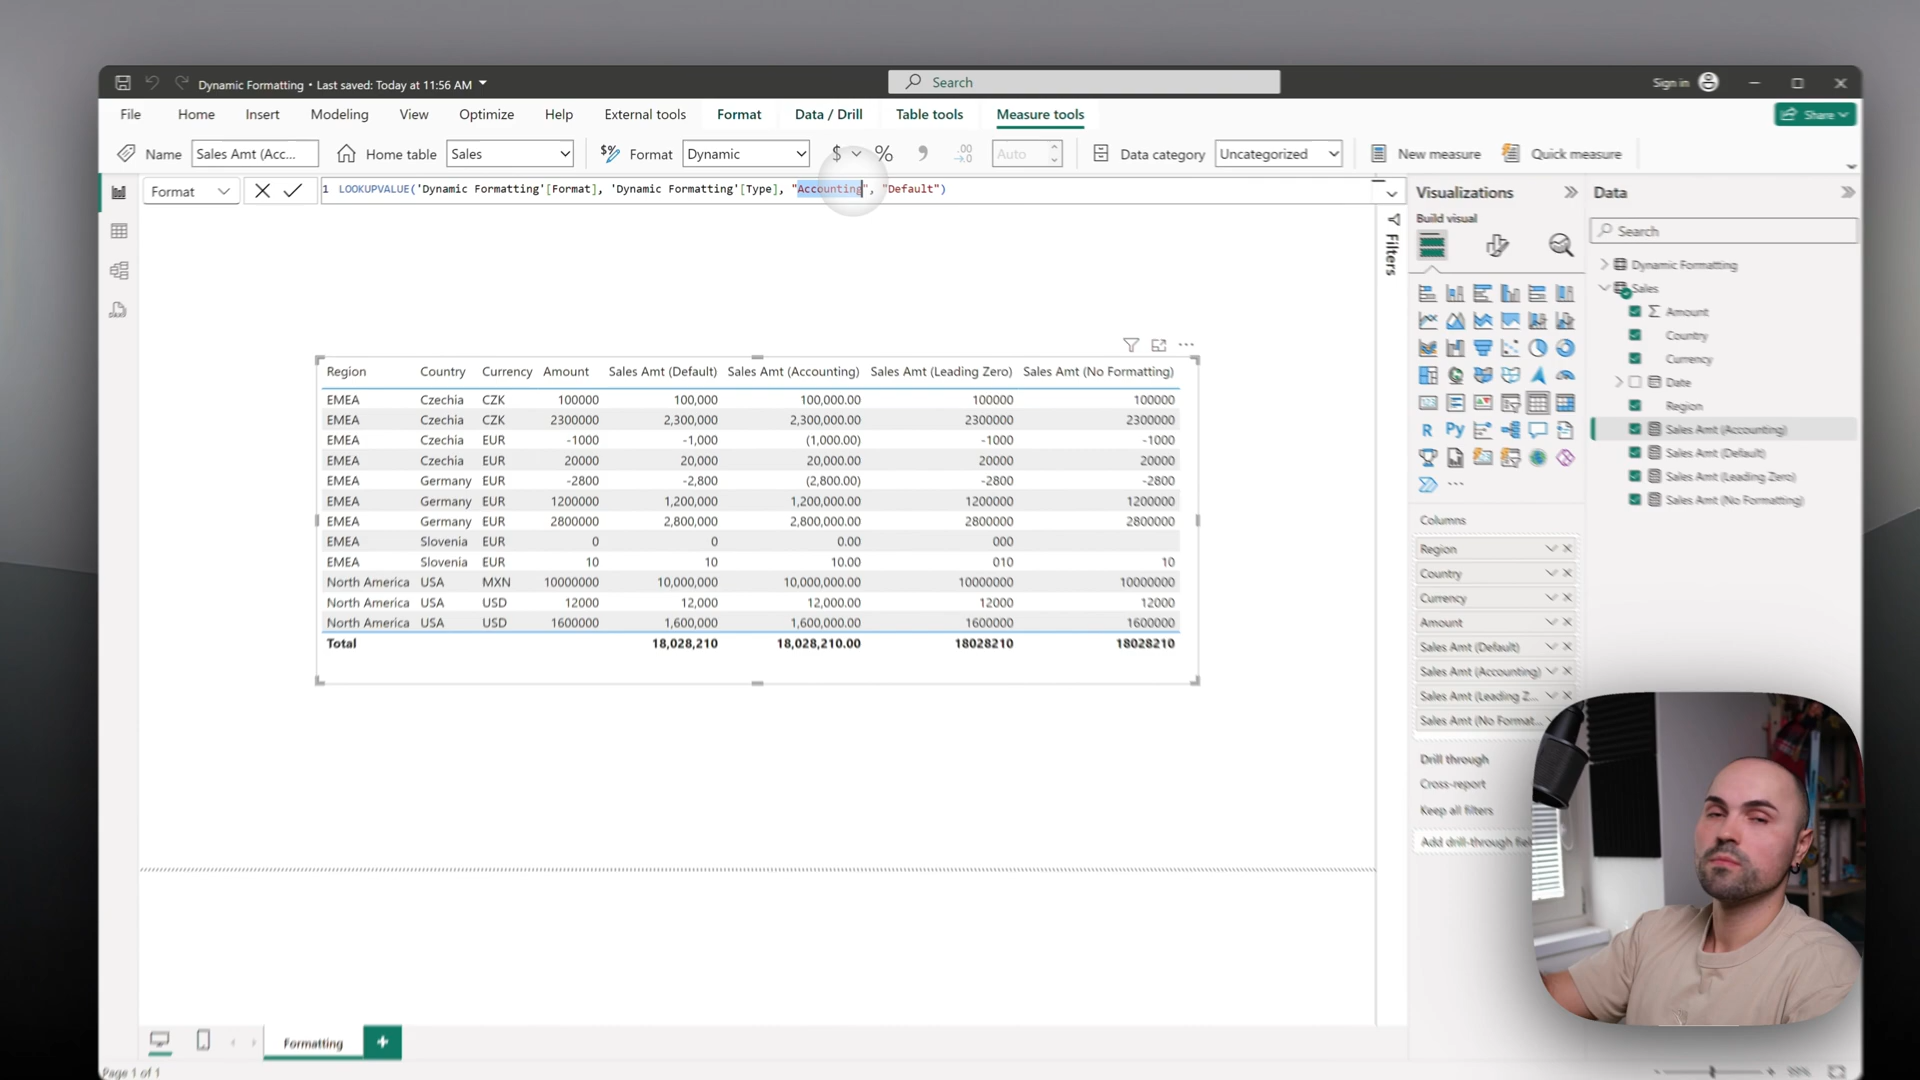 Dynamic Formatting • Last saved: Today at 11:56 AM
Search
Sign in
File Home Insert Modeling View Optimize Help External tools Format Data / Drill Table tools Measure tools
Share
Name Sales Amt (Acc... Home table Sales Format Dynamic $ % Auto Data category Uncategorized New measure Quick measure
Format
1 LOOKUPVALUE('Dynamic Formatting'[Format], 'Dynamic Formatting'[Type], "Accounting", "Default")
Filters
Visualizations
Build visual
Data
Search
Dynamic Formatting
Sales
Amount
Country
Currency
Date
Region
Sales Amt (Accounting)
Sales Amt (Default)
Sales Amt (Leading Zero)
Sales Amt (No Formatting)
R Py
Region Country Currency Amount Sales Amt (Default) Sales Amt (Accounting) Sales Amt (Leading Zero) Sales Amt (No Formatting)
EMEA Czechia CZK 100000 100,000 100,000.00 100000 100000
EMEA Czechia CZK 2300000 2,300,000 2,300,000.00 2300000 2300000
EMEA Czechia EUR -1000 -1,000 (1,000.00) -1000 -1000
EMEA Czechia EUR 20000 20,000 20,000.00 20000 20000
EMEA Germany EUR -2800 -2,800 (2,800.00) -2800 -2800
EMEA Germany EUR 1200000 1,200,000 1,200,000.00 1200000 1200000
EMEA Germany EUR 2800000 2,800,000 2,800,000.00 2800000 2800000
EMEA Slovenia EUR 0 0 0.00 000
EMEA Slovenia EUR 10 10 10.00 010 10
North America USA MXN 10000000 10,000,000 10,000,000.00 10000000 10000000
North America USA USD 12000 12,000 12,000.00 12000 12000
North America USA USD 1600000 1,600,000 1,600,000.00 1600000 1600000
Total 18,028,210 18,028,210.00 18028210 18028210
Columns
Region
Country
Currency
Amount
Sales Amt (Default)
Sales Amt (Accounting)
Sales Amt (Leading Z...
Sales Amt (No Format...
Drill through
Cross-report
Keep all filters
Add drill-through fiel
Formatting
Page 1 of 1